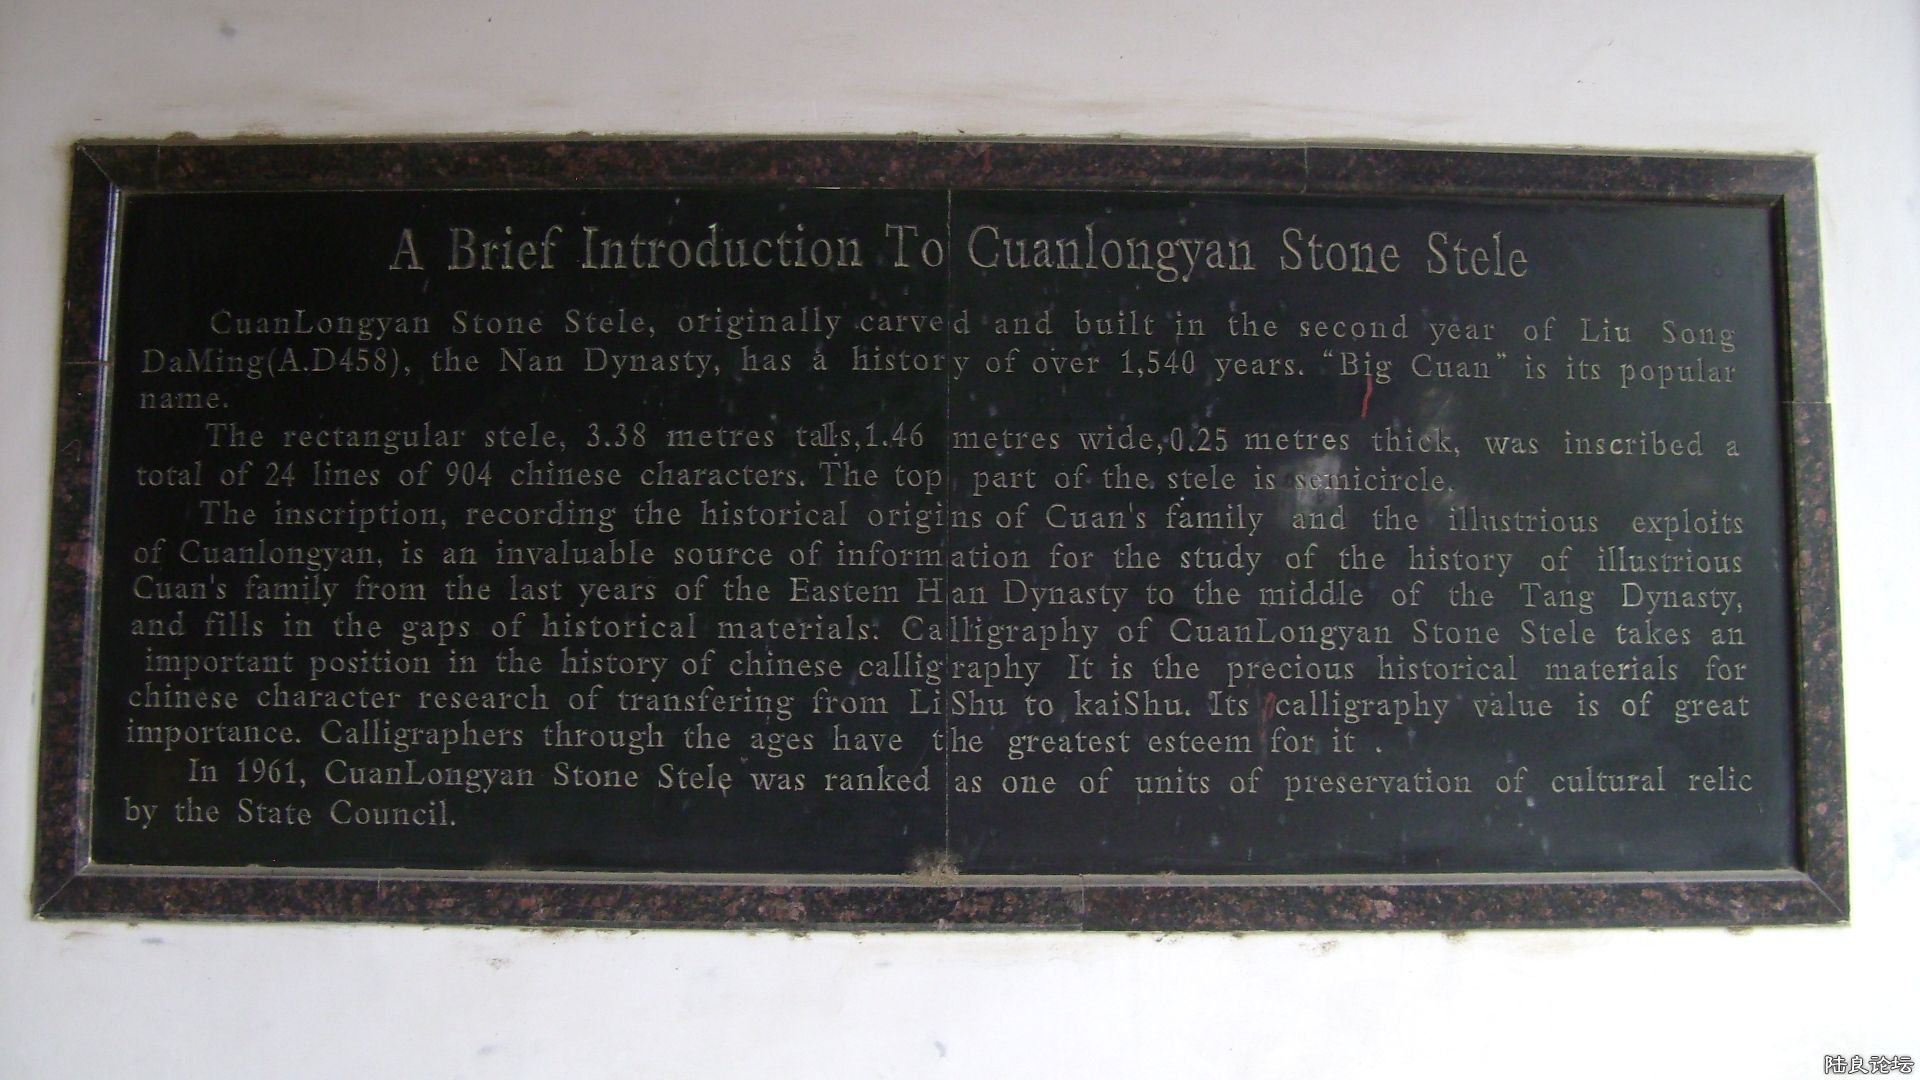 A Brief Introduction To Cuanlongyan Stone Stele
CuanLongyan Stone Stele, originally carved and built in the second year of Liu Song
DaMing(A.D458), the Nan Dynasty, has a history of over 1,540 years. "Big Cuan" is its popular
name.
The rectangular stele, 3.38 metres talls,1.46 metres wide,0.25 metres thick, was inscribed a
total of 24 lines of 904 chinese characters. The top part of the stele is semicircle.
The inscription, recording the historical origins of Cuan's family and the illustrious exploits
of Cuanlongyan, is an invaluable source of information for the study of the history of illustrious
Cuan's family from the last years of the Eastem Han Dynasty to the middle of the Tang Dynasty,
and fills in the gaps of historical materials. Calligraphy of CuanLongyan Stone Stele takes an
important position in the history of chinese calligraphy It is the precious historical materials for
chinese character research of transfering from LiShu to kaiShu. Its calligraphy value is of great
importance. Calligraphers through the ages have the greatest esteem for it .
In 1961, CuanLongyan Stone Stele was ranked as one of units of preservation of cultural relic
by the State Council.
陆良论坛